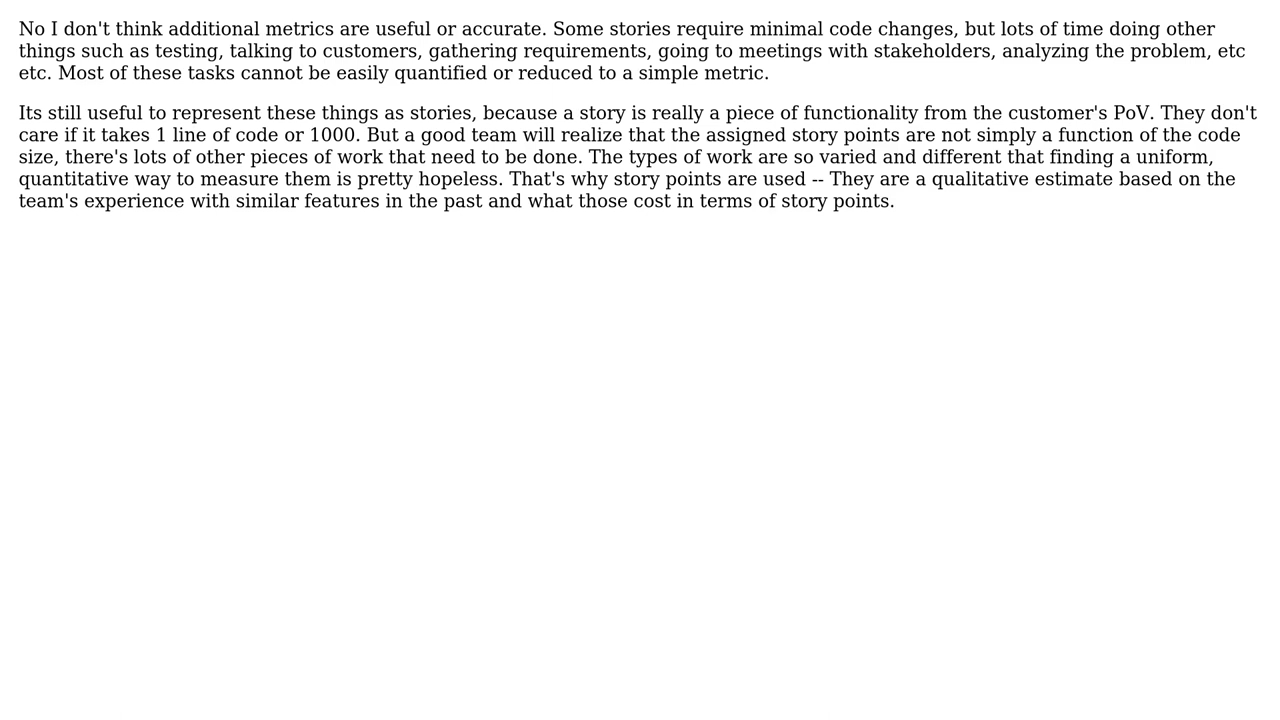 No I don't think additional metrics are useful or accurate. Some stories require minimal code changes, but lots of time doing other
things such as testing, talking to customers, gathering requirements, going to meetings with stakeholders, analyzing the problem, etc
etc. Most of these tasks cannot be easily quantified or reduced to a simple metric.
Its still useful to represent these things as stories, because a story is really a piece of functionality from the customer's PoV. They don't
care if it takes 1 line of code or 1000. But a good team will realize that the assigned story points are not simply a function of the code
size, there's lots of other pieces of work that need to be done. The types of work are so varied and different that finding a uniform,
quantitative way to measure them is pretty hopeless. That's why story points are used -- They are a qualitative estimate based on the
team's experience with similar features in the past and what those cost in terms of story points.